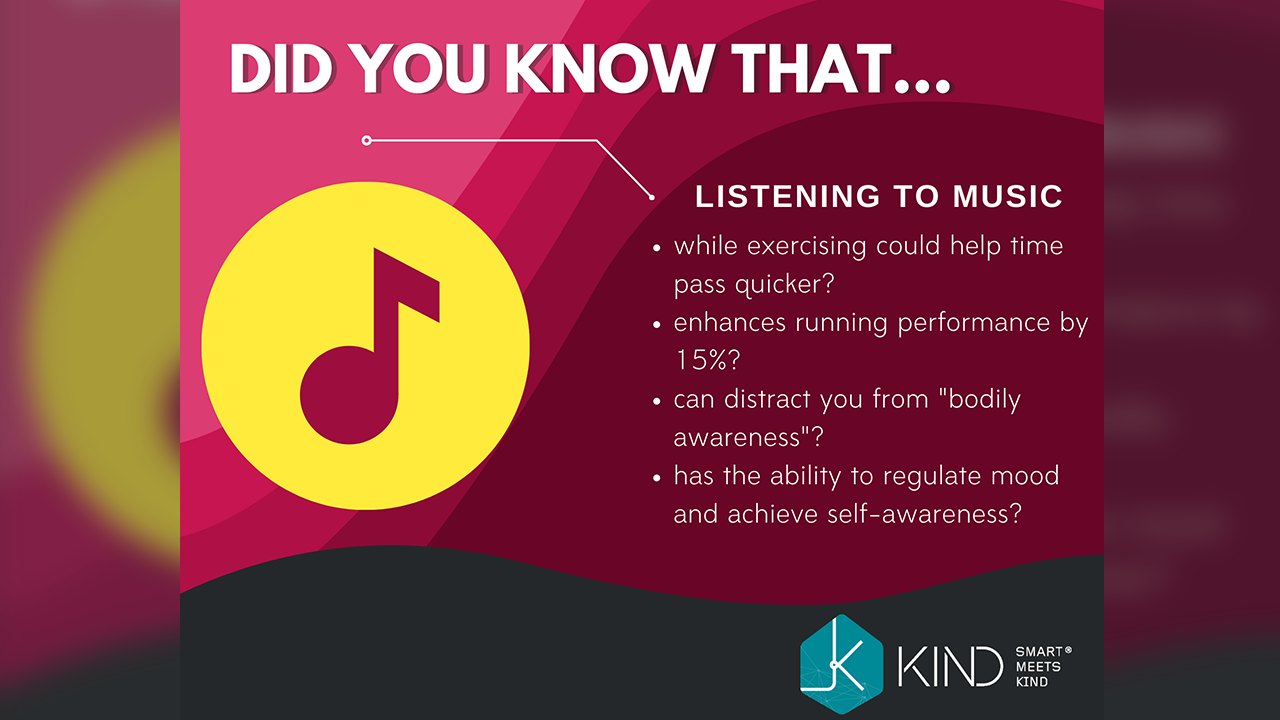 DID YOU KNOW THAT...
LISTENING TO MUSIC
• while exercising could help time
pass quicker?
• enhances running performance by
15%?
• can distract you from "bodily
awareness"?
• has the ability to regulate mood
and achieve self-awareness?
KIND
SMART®
MEETS
KIND